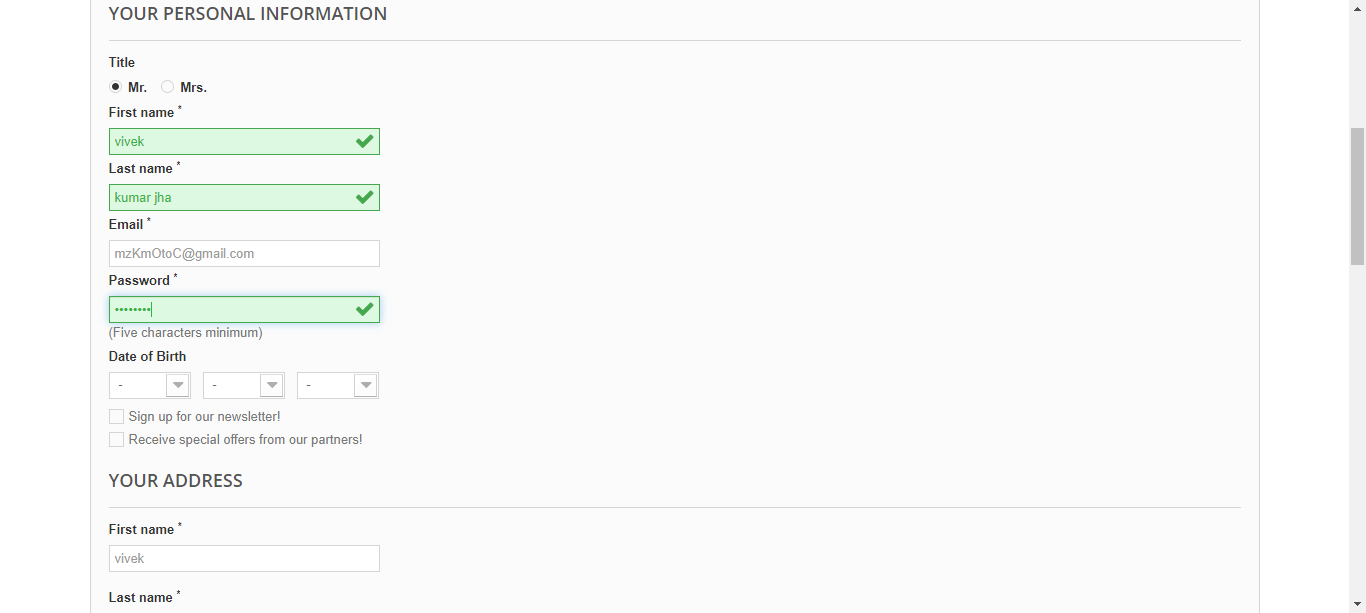 YOUR PERSONAL INFORMATION
Title
Mr. Mrs.
First name *
vivek
Last name *
kumar jha
Email *
mzKmOtoC@gmail.com
Password *
••••••••
(Five characters minimum)
Date of Birth
- - -
Sign up for our newsletter!
Receive special offers from our partners!
YOUR ADDRESS
First name *
vivek
Last name *